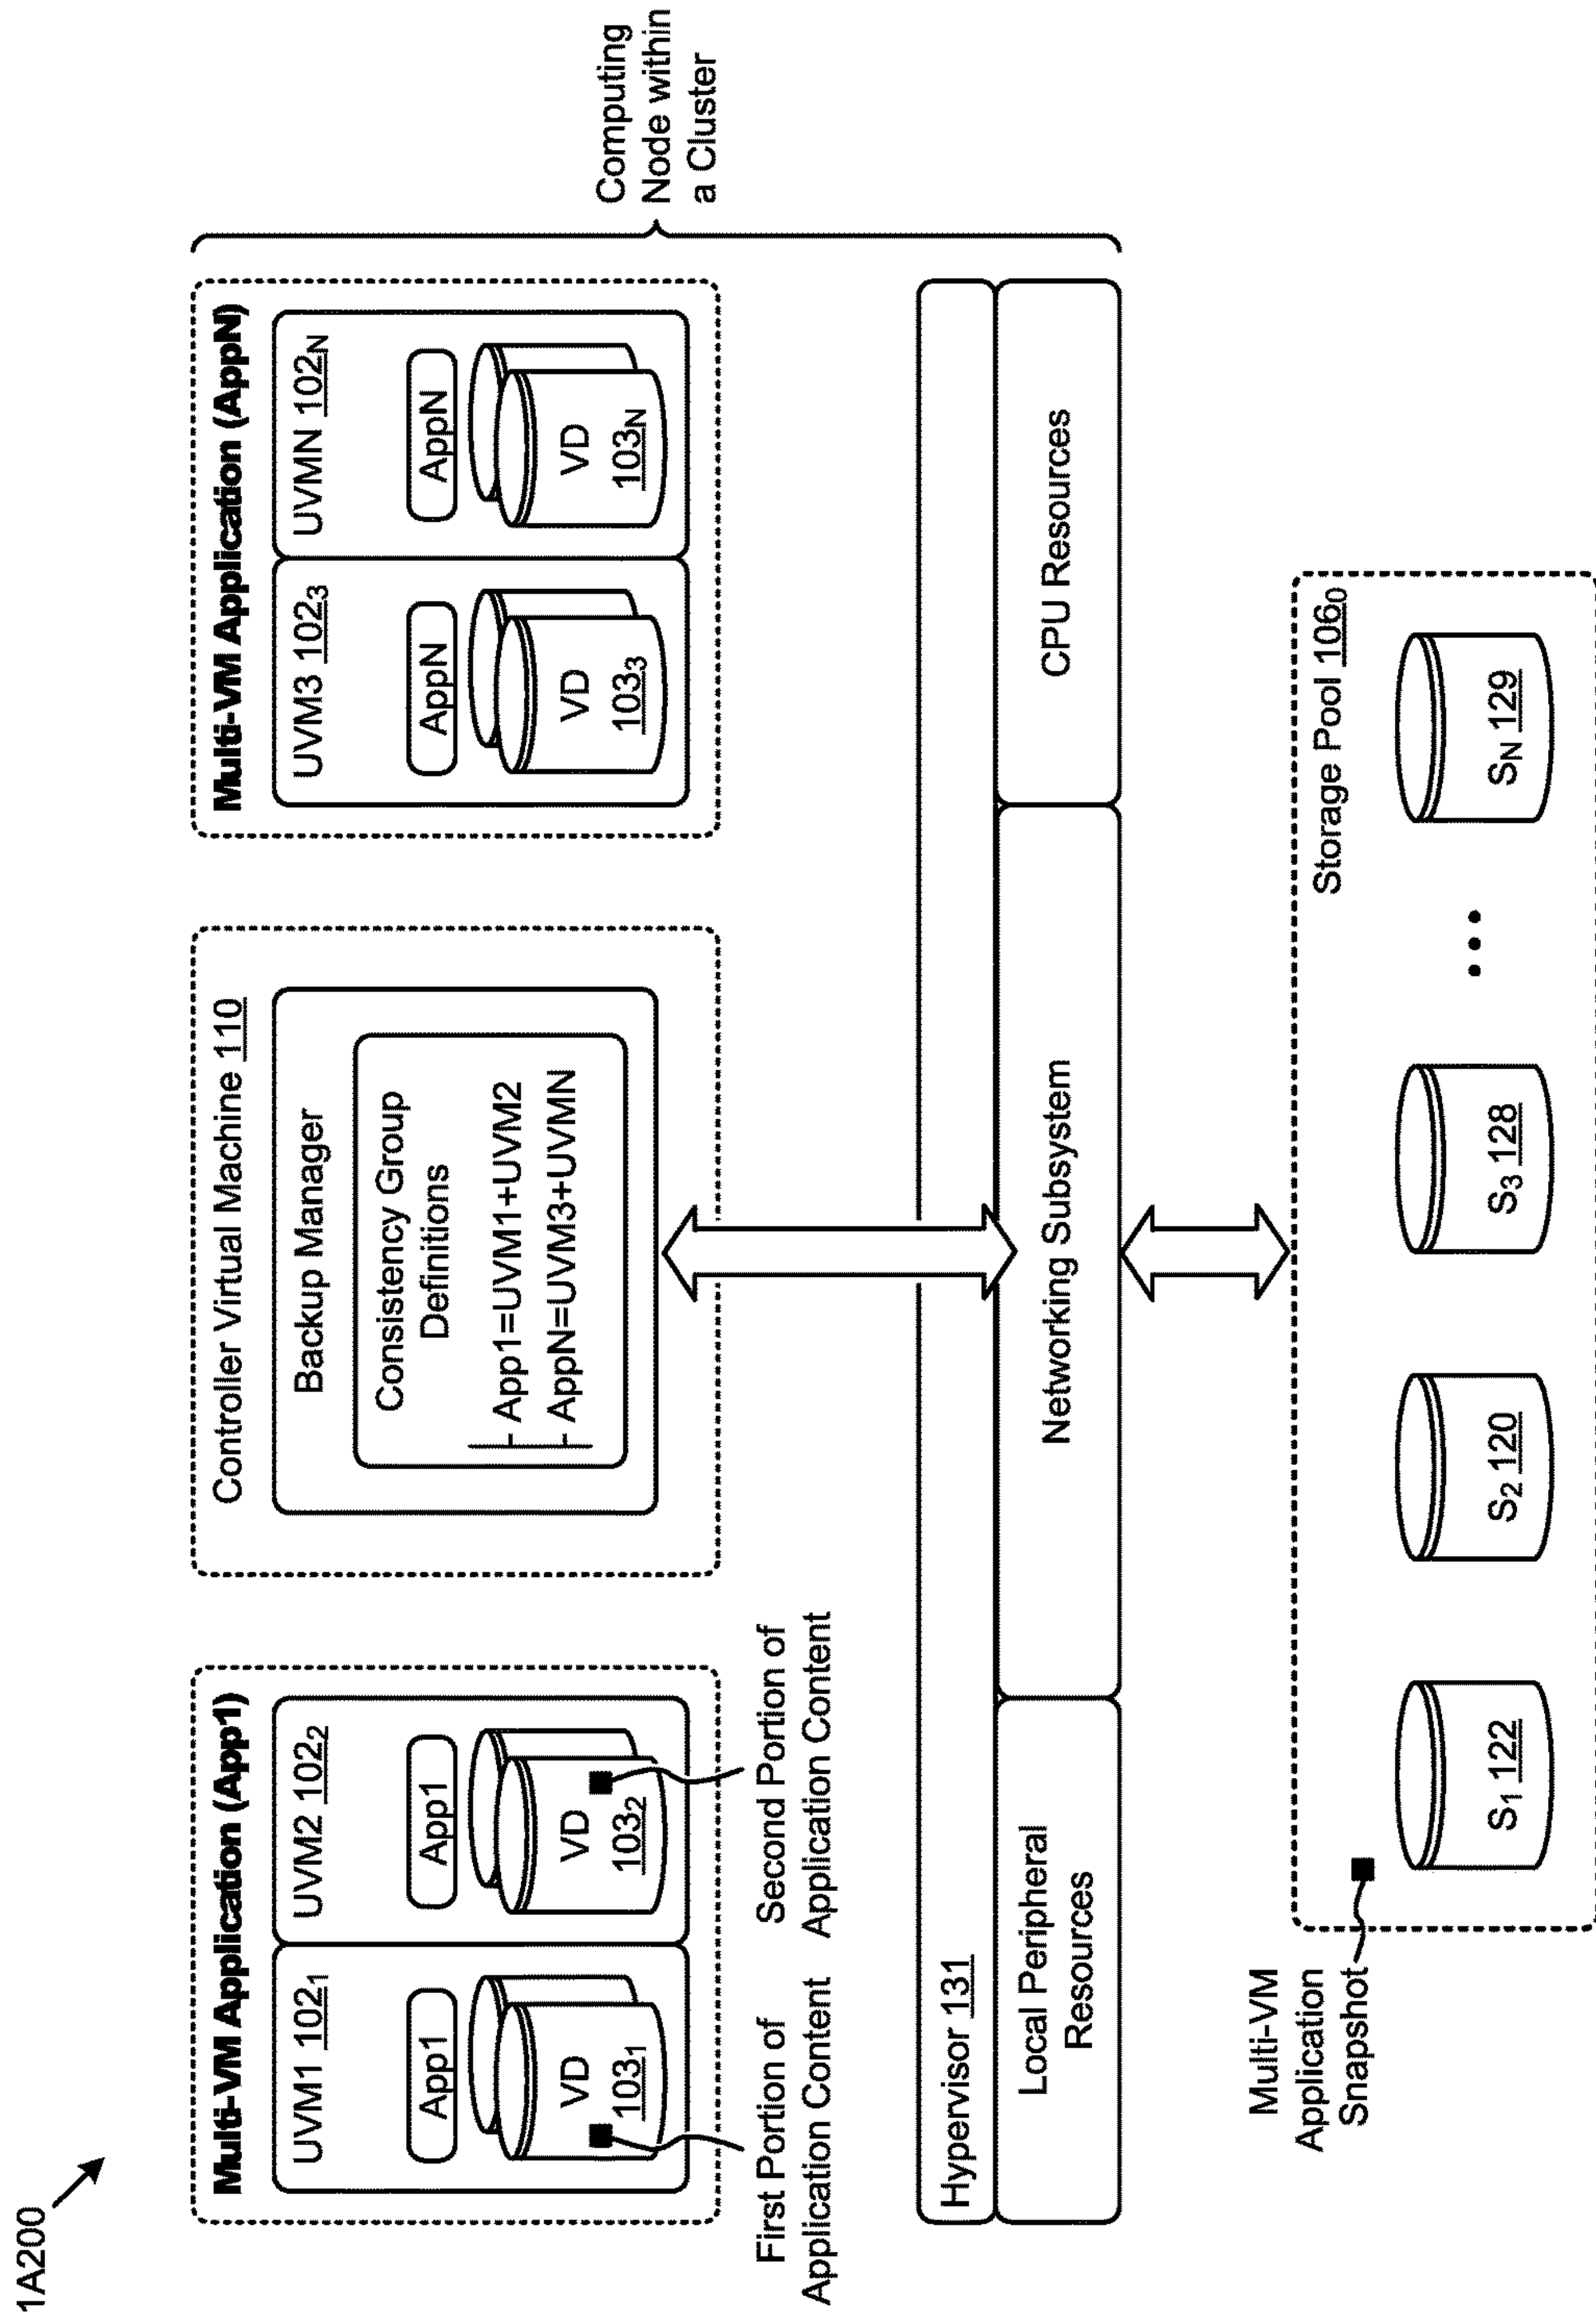 1A200
Multi-VM Application (App1)
UVM1 102₁
App1
VD
103₁
UVM2 102₂
App1
VD
103₂
First Portion of
Application Content
Second Portion of
Application Content
Controller Virtual Machine 110
Backup Manager
Consistency Group
Definitions
App1=UVM1+UVM2
AppN=UVM3+UVMN
Multi-VM Application (AppN)
UVM3 102₃
AppN
VD
103₃
UVMN 102N
AppN
VD
103N
Computing
Node within
a Cluster
Hypervisor 131
Local Peripheral
Resources
Networking Subsystem
CPU Resources
Multi-VM
Application
Snapshot
Storage Pool 106₀
S₁ 122
S₂ 120
S₃ 128
• • •
SN 129